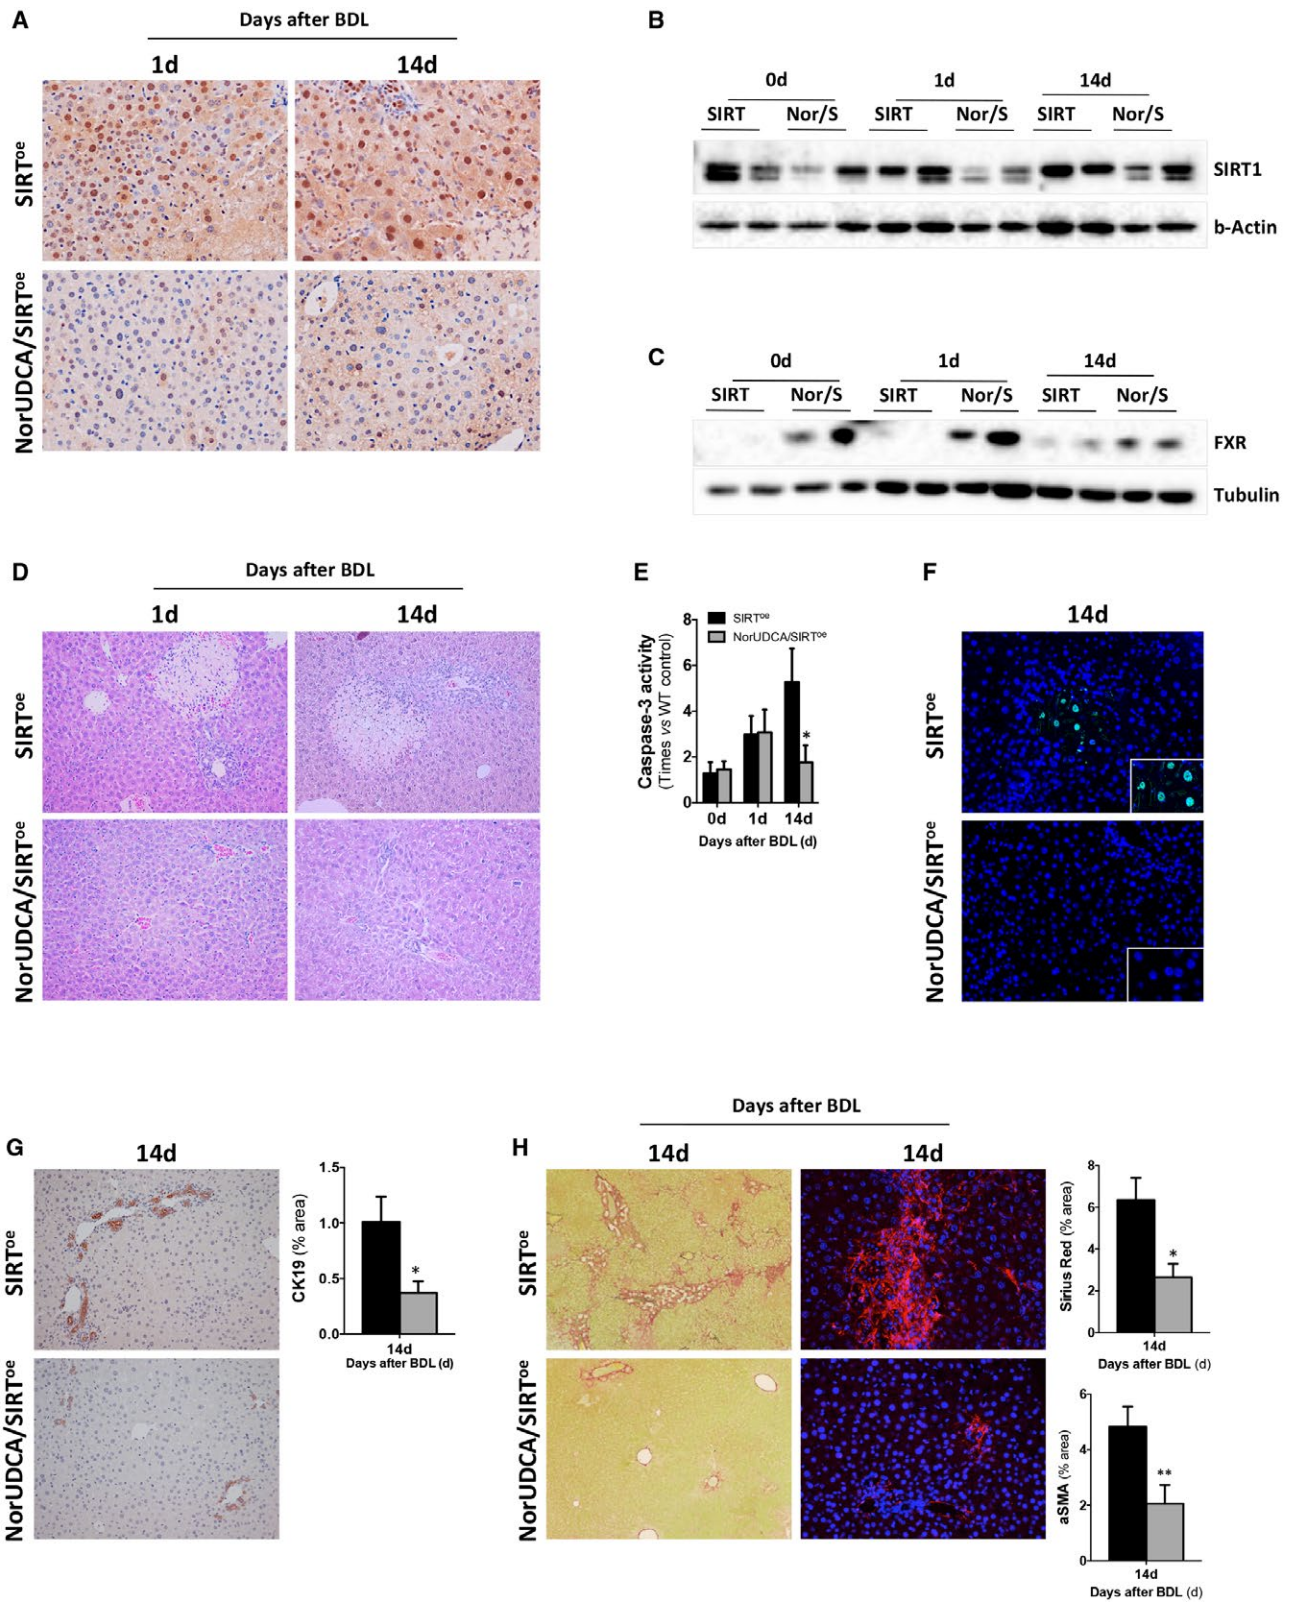 A
Days after BDL
1d
14d
SIRToe
NorUDCA/SIRToe
B
0d
1d
14d
SIRT
Nor/S
SIRT
Nor/S
SIRT
Nor/S
SIRT1
b-Actin
C
0d
1d
14d
SIRT
Nor/S
SIRT
Nor/S
SIRT
Nor/S
FXR
Tubulin
D
Days after BDL
1d
14d
SIRToe
NorUDCA/SIRToe
E
SIRToe
NorUDCA/SIRToe
Caspase-3 activity
(Times vs WT control)
8
6
4
2
0
*
0d
1d
14d
Days after BDL (d)
F
14d
SIRToe
NorUDCA/SIRToe
G
14d
SIRToe
NorUDCA/SIRToe
CK19 (% area)
1.5
1.0
0.5
0.0
*
14d
Days after BDL (d)
H
Days after BDL
14d
14d
SIRToe
NorUDCA/SIRToe
Sirius Red (% area)
8
6
4
2
0
*
14d
Days after BDL (d)
aSMA (% area)
6
4
2
0
**
14d
Days after BDL (d)